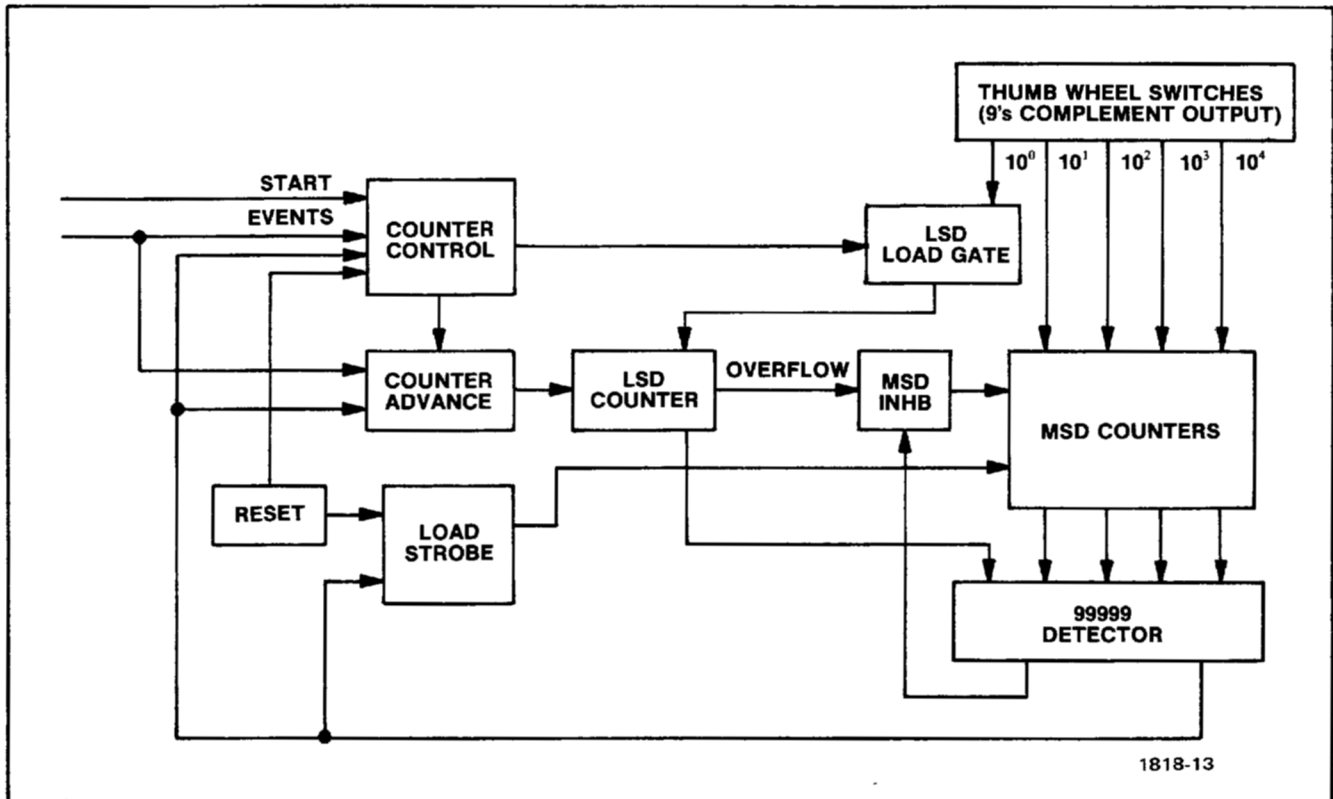 THUMB WHEEL SWITCHES
(9's COMPLEMENT OUTPUT)
10⁰ 10¹ 10² 10³ 10⁴
START
EVENTS
COUNTER
CONTROL
LSD
LOAD GATE
COUNTER
ADVANCE
LSD
COUNTER
OVERFLOW
MSD
INHB
MSD COUNTERS
RESET
LOAD
STROBE
99999
DETECTOR
1818-13